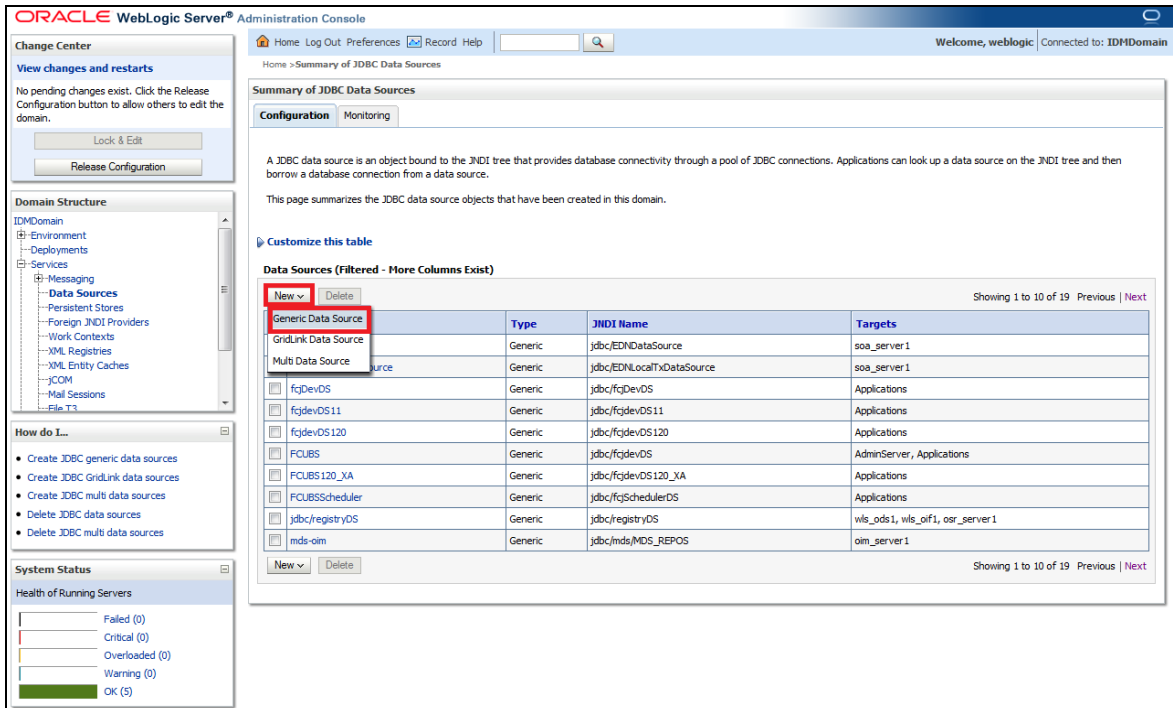 ORACLE WebLogic Server® Administration Console
Change Center
View changes and restarts
No pending changes exist. Click the Release
Configuration button to allow others to edit the
domain.
Lock & Edit
Release Configuration
Domain Structure
IDMDomain
Environment
Deployments
Services
Messaging
Data Sources
Persistent Stores
Foreign JNDI Providers
Work Contexts
XML Registries
XML Entity Caches
jCOM
Mail Sessions
File T3
How do I...
Create JDBC generic data sources
Create JDBC GridLink data sources
Create JDBC multi data sources
Delete JDBC data sources
Delete JDBC multi data sources
System Status
Health of Running Servers
Failed (0)
Critical (0)
Overloaded (0)
Warning (0)
OK (5)
Home Log Out Preferences Record Help
Welcome, weblogic Connected to: IDMDomain
Home >Summary of JDBC Data Sources
Summary of JDBC Data Sources
Configuration Monitoring
A JDBC data source is an object bound to the JNDI tree that provides database connectivity through a pool of JDBC connections. Applications can look up a data source on the JNDI tree and then
borrow a database connection from a data source.
This page summarizes the JDBC data source objects that have been created in this domain.
Customize this table
Data Sources (Filtered - More Columns Exist)
New Delete Showing 1 to 10 of 19 Previous | Next
Generic Data Source
GridLink Data Source
Multi Data Source
Type JNDI Name Targets
Generic jdbc/EDNDataSource soa_server1
Generic jdbc/EDNLocalTxDataSource soa_server1
fcjDevDS Generic jdbc/fcjDevDS Applications
fcjdevDS11 Generic jdbc/fcjdevDS11 Applications
fcjdevDS120 Generic jdbc/fcjdevDS120 Applications
FCUBS Generic jdbc/fcjdevDS AdminServer, Applications
FCUBS120_XA Generic jdbc/fcjdevDS120_XA Applications
FCUBSScheduler Generic jdbc/fcjSchedulerDS Applications
jdbc/registryDS Generic jdbc/registryDS wls_ods1, wls_oif1, osr_server1
mds-oim Generic jdbc/mds/MDS_REPOS oim_server1
New Delete Showing 1 to 10 of 19 Previous | Next